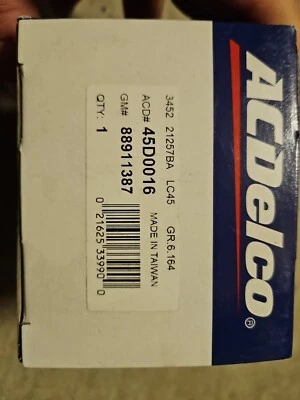 ACDelco®
3452 21257BA LC45 GR.6.164
ACD# 45D0016 MADE IN TAIWAN
GM# 88911387
QTY: 1
0 21625 33990 0